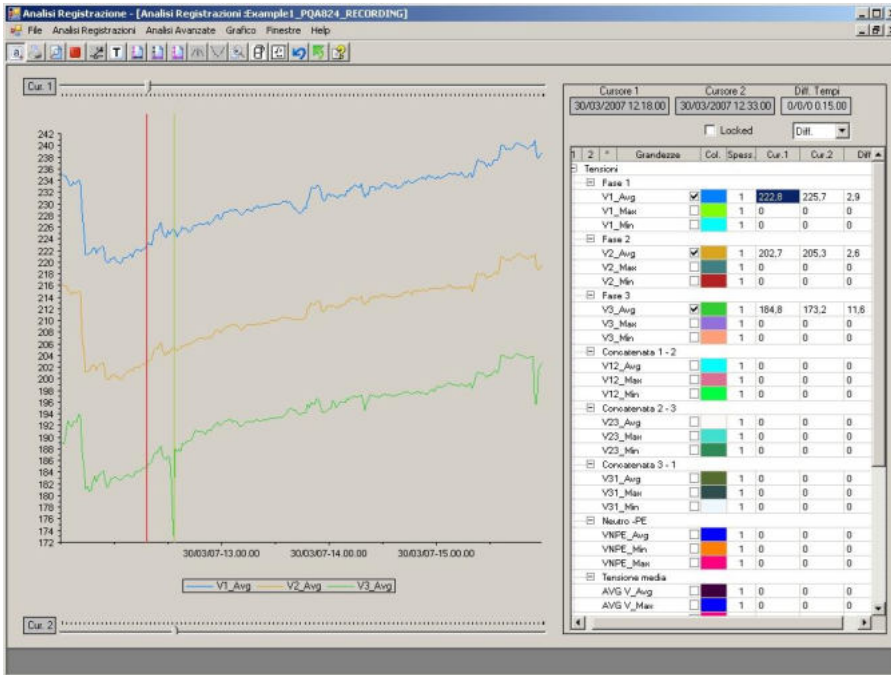 Analisi Registrazione - [Analisi Registrazioni :Example1_PQA824_RECORDING]
File Analisi Registrazioni Analisi Avanzate Grafico Finestre Help
Cur. 1
242
240
238
236
234
232
230
228
226
224
222
220
218
216
214
212
210
208
206
204
202
200
198
196
194
192
190
188
186
184
182
180
178
176
174
172
30/03/07-13.00.00 30/03/07-14.00.00 30/03/07-15.00.00
V1_Avg V2_Avg V3_Avg
Cur. 2
Cursore 1 Cursore 2 Diff. Tempi
30/03/2007 12.18.00 30/03/2007 12.33.00 0/0/0 0.15.00
Locked Diff.
1 2 * Grandezze Col. Spess. Cur.1 Cur.2 Diff
Tensioni
Fase 1
V1_Avg 1 222,8 225,7 2,9
V1_Max 1 0 0 0
V1_Min 1 0 0 0
Fase 2
V2_Avg 1 202,7 205,3 2,6
V2_Max 1 0 0 0
V2_Min 1 0 0 0
Fase 3
V3_Avg 1 184,8 173,2 11,6
V3_Max 1 0 0 0
V3_Min 1 0 0 0
Concatenata 1 - 2
V12_Avg 1 0 0 0
V12_Max 1 0 0 0
V12_Min 1 0 0 0
Concatenata 2 - 3
V23_Avg 1 0 0 0
V23_Max 1 0 0 0
V23_Min 1 0 0 0
Concatenata 3 - 1
V31_Avg 1 0 0 0
V31_Max 1 0 0 0
V31_Min 1 0 0 0
Neutro -PE
VNPE_Avg 1 0 0 0
VNPE_Min 1 0 0 0
VNPE_Max 1 0 0 0
Tensione media
AVG V_Avg 1 0 0 0
AVG V_Max 1 0 0 0